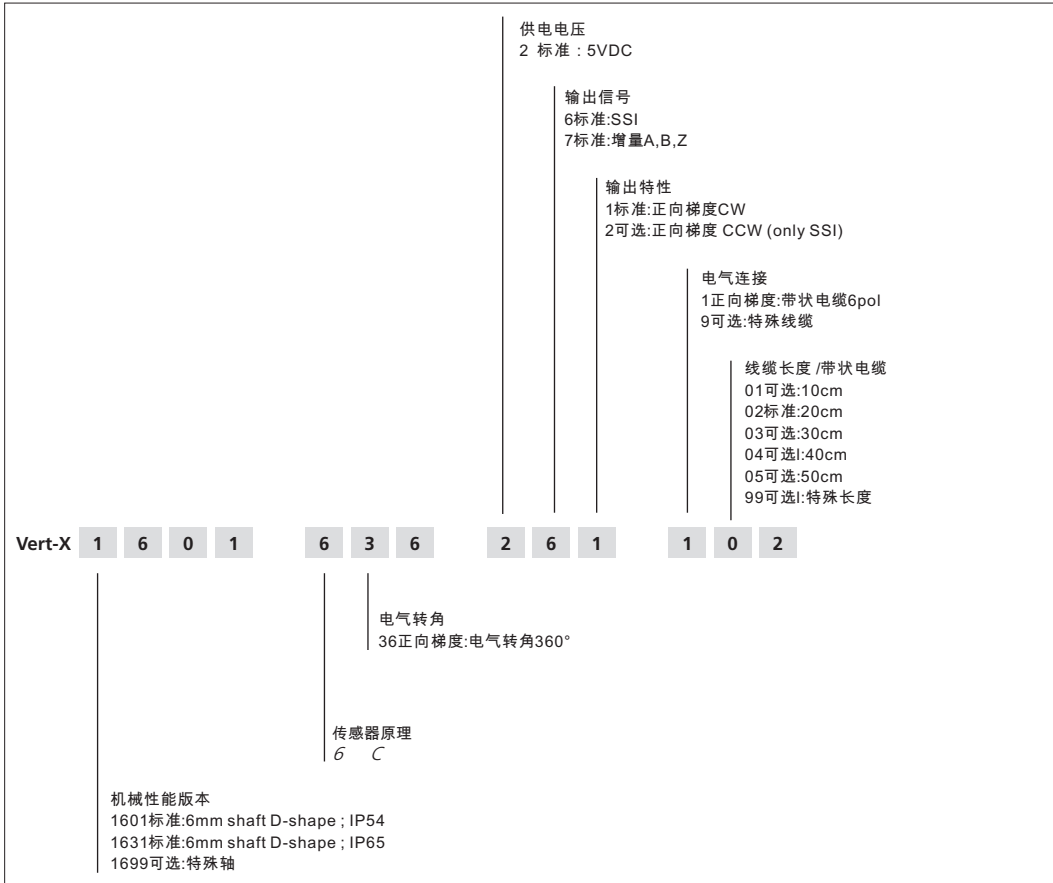 供电电压
2 标准：5VDC
输出信号
6标准:SSI
7标准:增量A,B,Z
输出特性
1标准:正向梯度CW
2可选:正向梯度 CCW (only SSI)
电气连接
1正向梯度:带状电缆6pol
9可选:特殊线缆
线缆长度 /带状电缆
01可选:10cm
02标准:20cm
03可选:30cm
04可选l:40cm
05可选:50cm
99可选l:特殊长度
Vert-X 1 6 0 1 6 3 6 2 6 1 1 0 2
电气转角
36正向梯度:电气转角360°
传感器原理
6 C
机械性能版本
1601标准:6mm shaft D-shape ; IP54
1631标准:6mm shaft D-shape ; IP65
1699可选:特殊轴